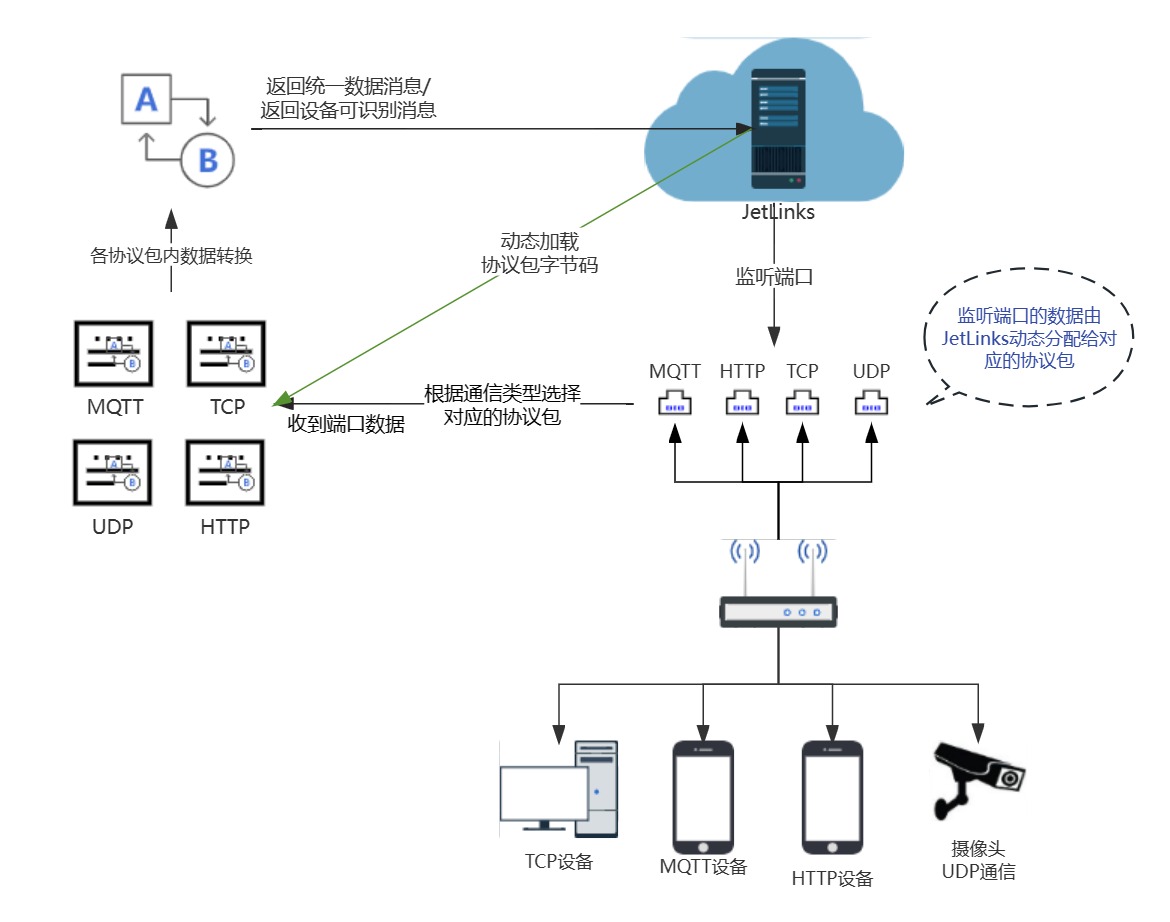 A
B
返回统一数据消息/
返回设备可识别消息
JetLinks
各协议包内数据转换
动态加载
协议包字节码
监听端口
监听端口的数据由
JetLinks动态分配给对
应的协议包
MQTT
HTTP
TCP
UDP
A
B
A
B
MQTT
TCP
根据通信类型选择
对应的协议包
收到端口数据
A
B
A
B
UDP
HTTP
TCP设备
MQTT设备
HTTP设备
摄像头
UDP通信